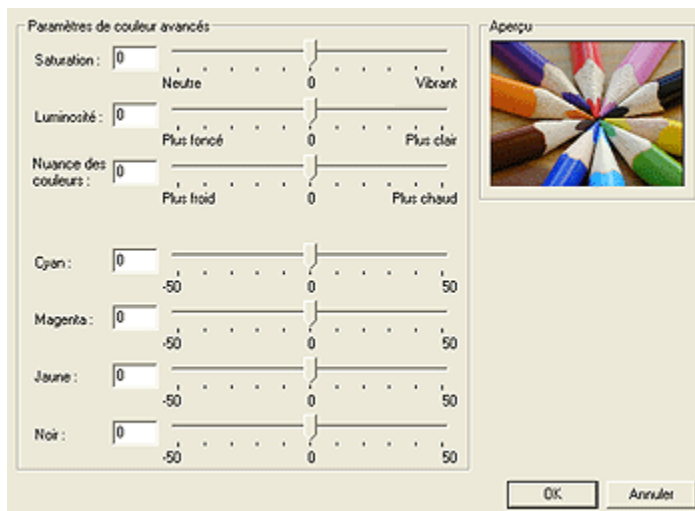 Paramètres de couleur avancés
Saturation : 0
Neutre 0 Vibrant
Luminosité : 0
Plus foncé 0 Plus clair
Nuance des
couleurs : 0
Plus froid 0 Plus chaud
Cyan : 0
-50 0 50
Magenta : 0
-50 0 50
Jaune : 0
-50 0 50
Noir : 0
-50 0 50
Aperçu
OK Annuler